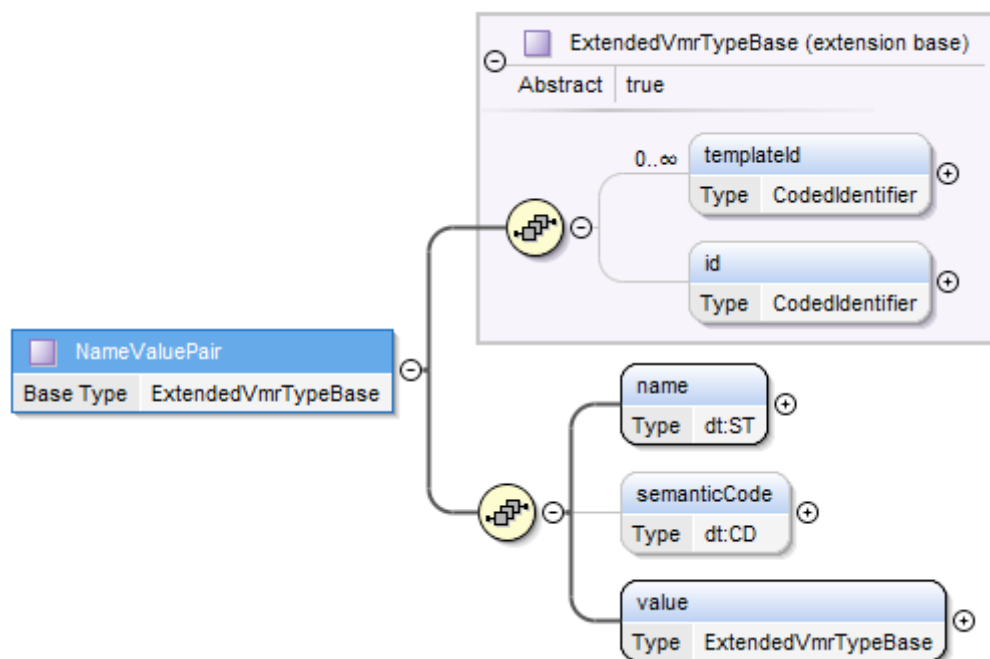 ExtendedVmrTypeBase (extension base)
Abstract true
0..∞ templateId
Type CodedIdentifier
id
Type CodedIdentifier
NameValuePair
Base Type ExtendedVmrTypeBase
name
Type dt:ST
semanticCode
Type dt:CD
value
Type ExtendedVmrTypeBase